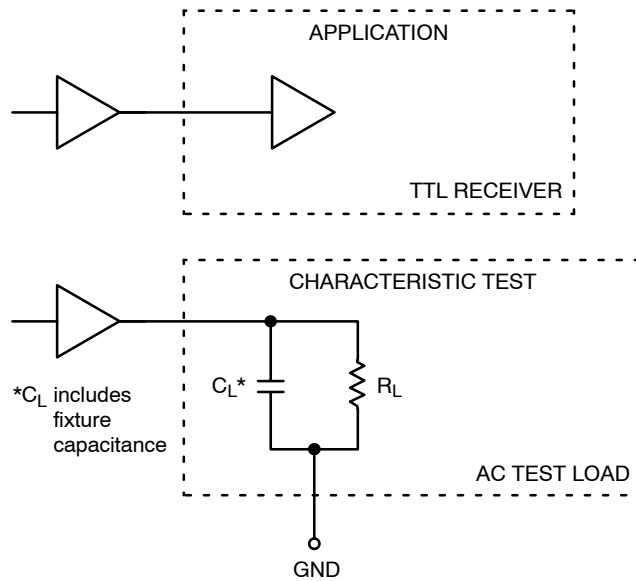 APPLICATION
TTL RECEIVER
CHARACTERISTIC TEST
*CL includes
fixture
capacitance
CL*
RL
AC TEST LOAD
GND